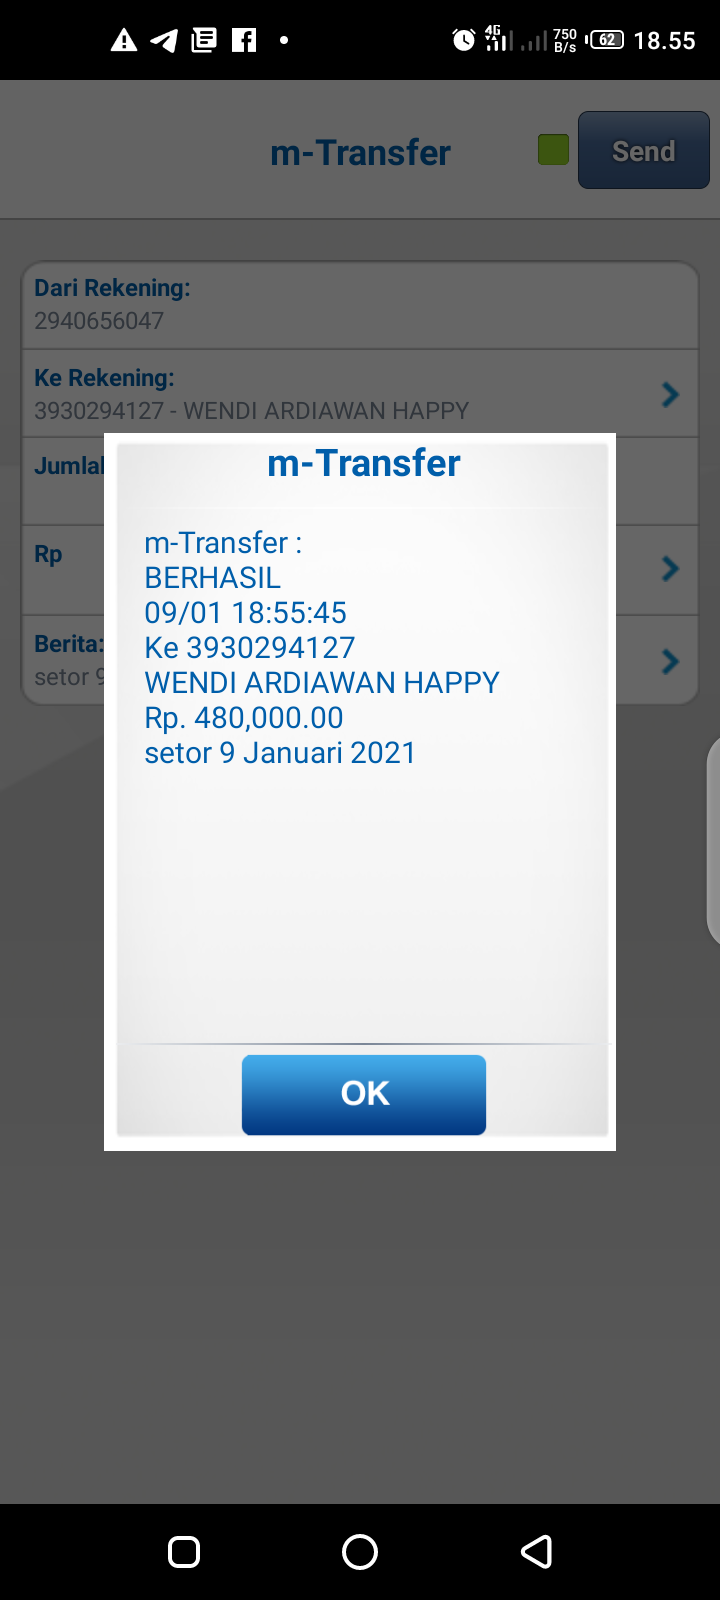 4G
750
B/s
62
18.55
m-Transfer
Send
Dari Rekening:
2940656047
Ke Rekening:
3930294127 - WENDI ARDIAWAN HAPPY
Rp
Berita:
setor
m-Transfer
m-Transfer :
BERHASIL
09/01 18:55:45
Ke 3930294127
WENDI ARDIAWAN HAPPY
Rp. 480,000.00
setor 9 Januari 2021
OK